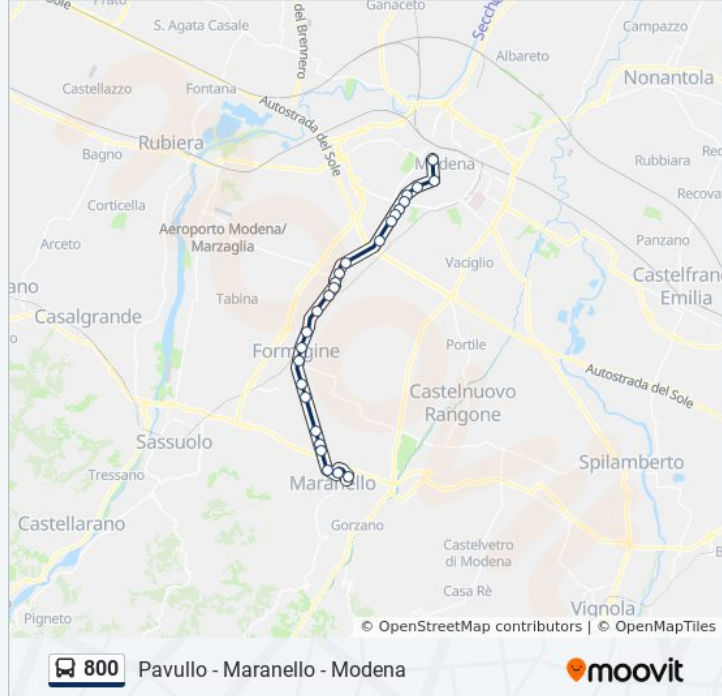 Ganaceto
S. Agata Casale
del Brennero
Secchia
Campazzo
Albareto
Castellazzo
Fontana
Nonantola
Autostrada del Sole
Rubiera
Bagno
Modena
Rubbiara
Corticella
Aeroporto Modena/
Marzaglia
Arceto
Panzano
Vaciglio
Castelfran
Emilia
Tabina
Casalgrande
Formigine
Portile
Autostrada del Sole
Castelnuovo
Rangone
Sassuolo
Spilamberto
Tressano
Maranello
Castellarano
Gorzano
Castelvetro
di Modena
Casa Rè
Pigneto
Vignola
© OpenStreetMap contributors | © OpenMapTiles
800 Pavullo - Maranello - Modena
moovit